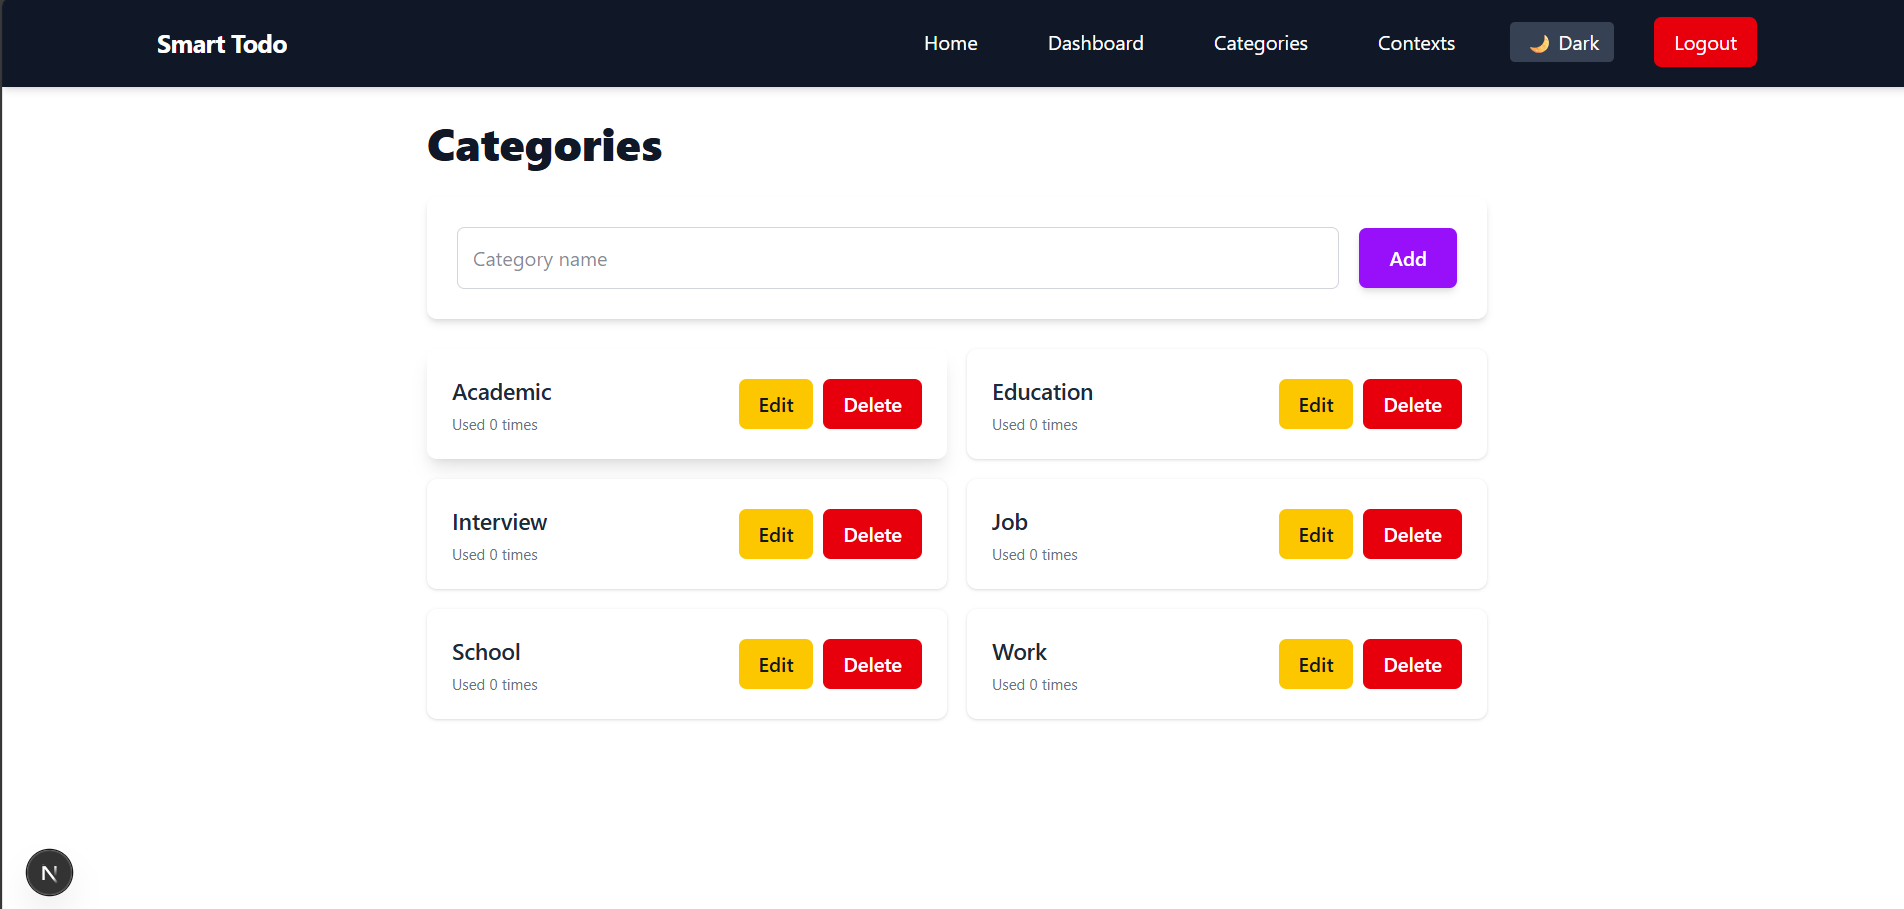 Smart Todo
Home
Dashboard
Categories
Contexts
🌙 Dark
Logout
Categories
Category name
Add
Academic
Used 0 times
Edit
Delete
Education
Used 0 times
Edit
Delete
Interview
Used 0 times
Edit
Delete
Job
Used 0 times
Edit
Delete
School
Used 0 times
Edit
Delete
Work
Used 0 times
Edit
Delete
N